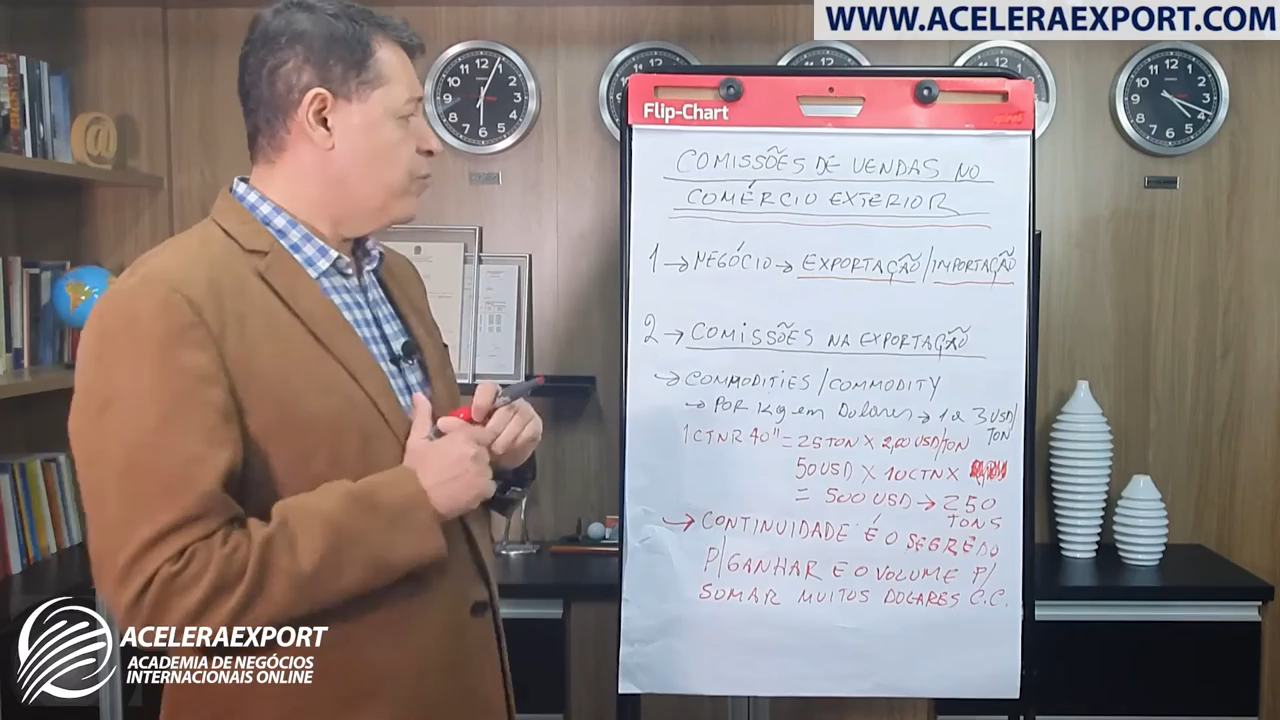 WWW.ACELERAEXPORT.COM
Flip-Chart
COMISSÕES DE VENDAS NO
COMÉRCIO EXTERIOR
1 → NEGÓCIO → EXPORTAÇÃO/IMPORTAÇÃO
2 → COMISSÕES NA EXPORTAÇÃO
→ COMMODITIES/COMMODITY
→ POR Kg em Dolares → 1 a 3 USD/
TON
1 CTNR 40" = 25 TON X 2,00 USD/TON
50 USD X 10 CTN X
= 500 USD → 250
TONS
→ CONTINUIDADE É O SEGREDO
P/ GANHAR E O VOLUME P/
SOMAR MUITOS DOLARES C.C.
ACELERAEXPORT
ACADEMIA DE NEGÓCIOS
INTERNACIONAIS ONLINE